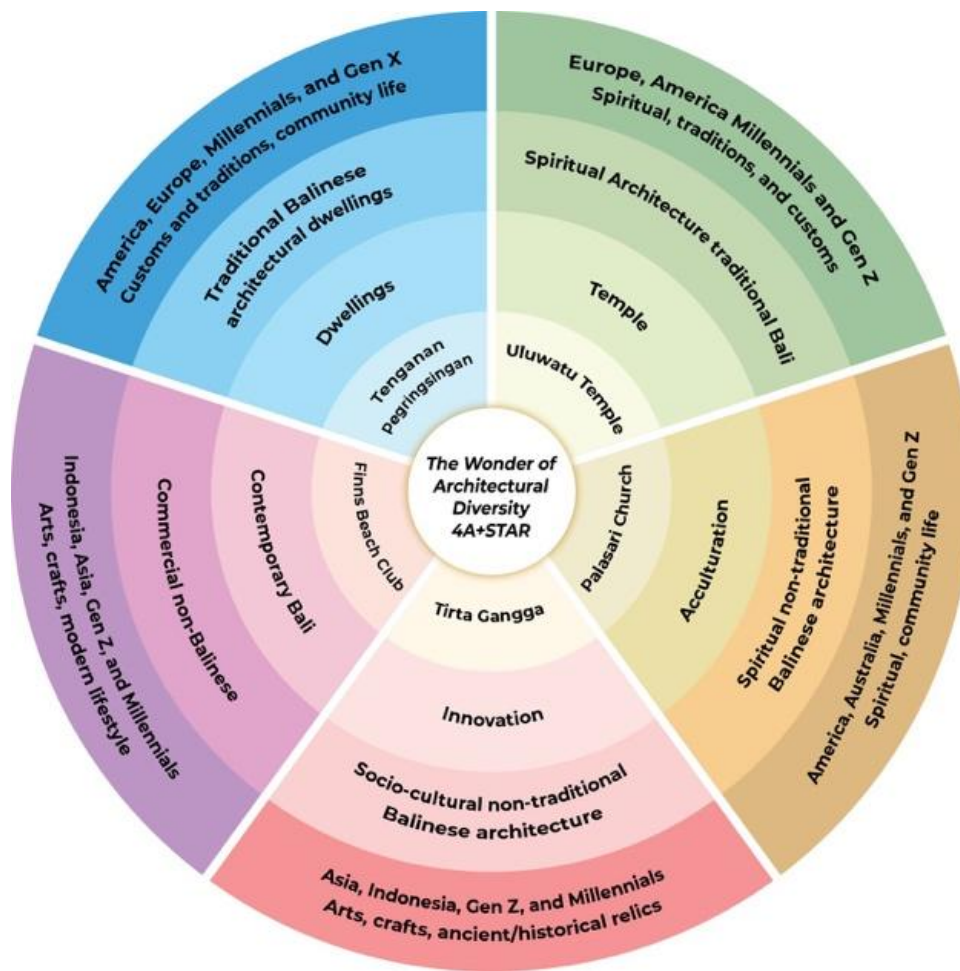 The Wonder of
Architectural
Diversity
4A+STAR
America, Europe, Millennials, and Gen X
Customs and traditions, community life
Traditional Balinese
architectural dwellings
Dwellings
Tenganan
pegringsingan
Europe, America Millennials and Gen Z
Spiritual, traditions, and customs
Spiritual Architecture traditional Bali
Temple
Uluwatu Temple
America, Australia, Millennials, and Gen Z
Spiritual, community life
Spiritual non-traditional
Balinese architecture
Acculturation
Palasari Church
Tirta Gangga
Innovation
Socio-cultural non-traditional
Balinese architecture
Asia, Indonesia, Gen Z, and Millennials
Arts, crafts, ancient/historical relics
Indonesia, Asia, Gen Z, and Millennials
Arts, crafts, modern lifestyle
Commercial non-Balinese
Contemporary Bali
Finns Beach Club